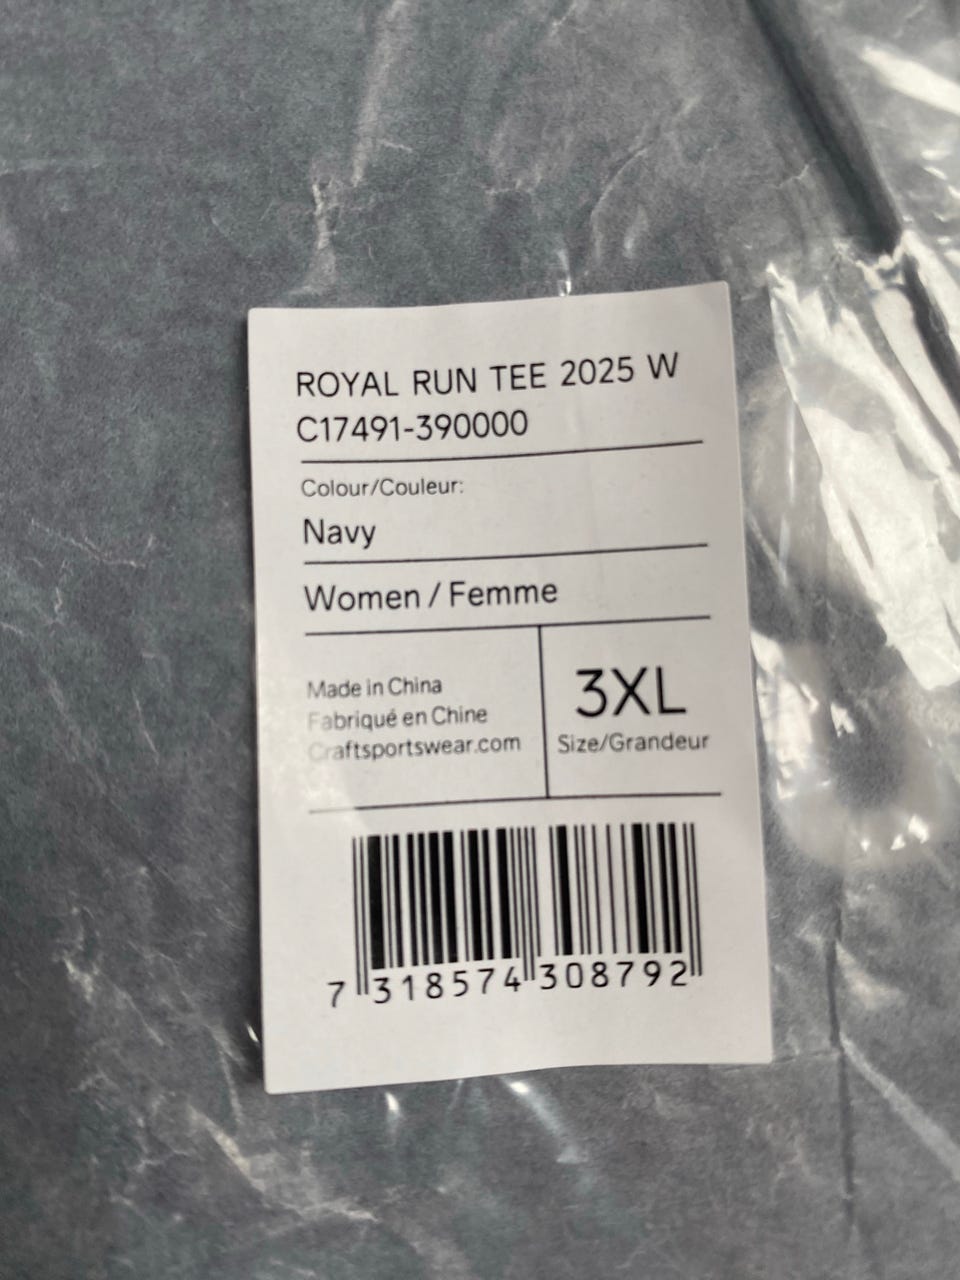 ROYAL RUN TEE 2025 W
C17491-390000
Colour/Couleur:
Navy
Women / Femme
Made in China
Fabriqué en Chine
Craftsportswear.com
3XL
Size/Grandeur
7 318574 308792